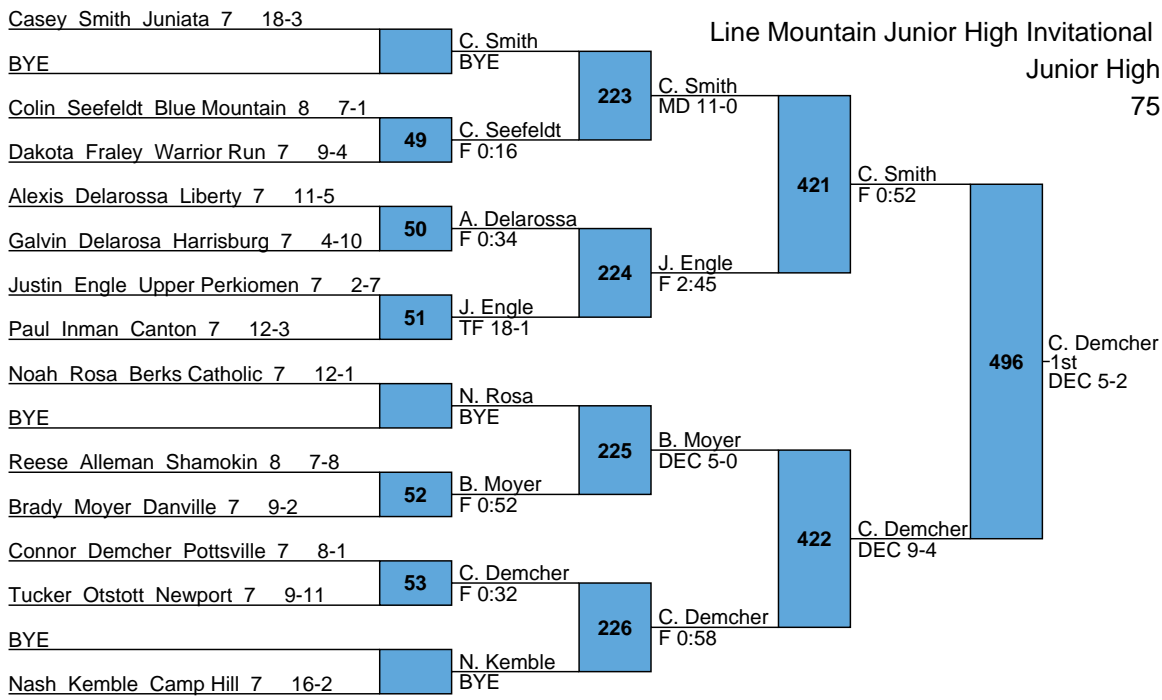 Line Mountain Junior High Invitational
Junior High
75
Casey Smith Juniata 7 18-3
BYE
Colin Seefeldt Blue Mountain 8 7-1
Dakota Fraley Warrior Run 7 9-4
Alexis Delarossa Liberty 7 11-5
Galvin Delarosa Harrisburg 7 4-10
Justin Engle Upper Perkiomen 7 2-7
Paul Inman Canton 7 12-3
Noah Rosa Berks Catholic 7 12-1
BYE
Reese Alleman Shamokin 8 7-8
Brady Moyer Danville 7 9-2
Connor Demcher Pottsville 7 8-1
Tucker Otstott Newport 7 9-11
BYE
Nash Kemble Camp Hill 7 16-2
49
50
51
52
53
C. Smith
BYE
C. Seefeldt
F 0:16
A. Delarossa
F 0:34
J. Engle
TF 18-1
N. Rosa
BYE
B. Moyer
F 0:52
C. Demcher
F 0:32
N. Kemble
BYE
223
224
225
226
C. Smith
MD 11-0
J. Engle
F 2:45
B. Moyer
DEC 5-0
C. Demcher
F 0:58
421
422
C. Smith
F 0:52
C. Demcher
DEC 9-4
496
C. Demcher
1st
DEC 5-2